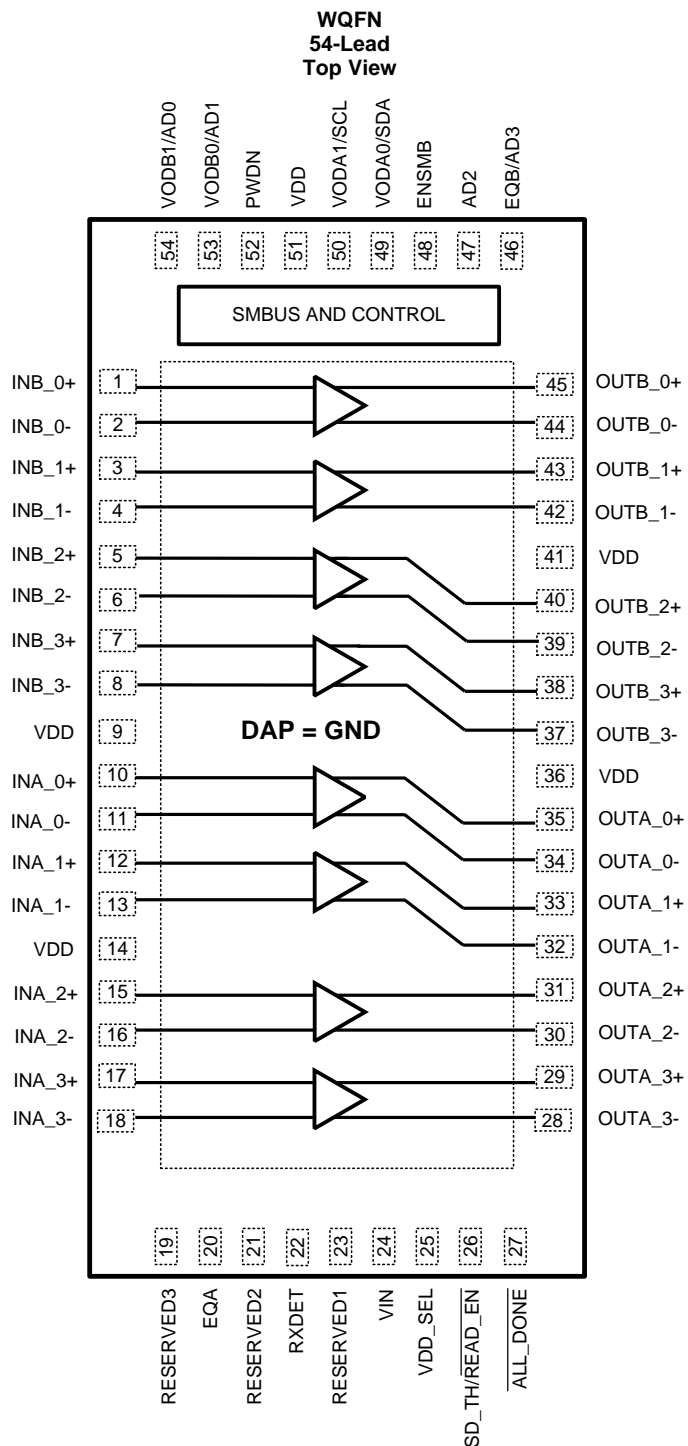 WQFN
54-Lead
Top View
VODB1/AD0
VODB0/AD1
PWDN
VDD
VODA1/SCL
VODA0/SDA
ENSMB
AD2
EQB/AD3
54 53 52 51 50 49 48 47 46
SMBUS AND CONTROL
INB_0+ 1 45 OUTB_0+
INB_0- 2 44 OUTB_0-
INB_1+ 3 43 OUTB_1+
INB_1- 4 42 OUTB_1-
INB_2+ 5 41 VDD
INB_2- 6 40 OUTB_2+
INB_3+ 7 39 OUTB_2-
INB_3- 8 38 OUTB_3+
VDD 9 DAP = GND 37 OUTB_3-
INA_0+ 10 36 VDD
INA_0- 11 35 OUTA_0+
INA_1+ 12 34 OUTA_0-
INA_1- 13 33 OUTA_1+
VDD 14 32 OUTA_1-
INA_2+ 15 31 OUTA_2+
INA_2- 16 30 OUTA_2-
INA_3+ 17 29 OUTA_3+
INA_3- 18 28 OUTA_3-
19 20 21 22 23 24 25 26 27
RESERVED3
EQA
RESERVED2
RXDET
RESERVED1
VIN
VDD_SEL
SD_TH/READ_EN
ALL_DONE